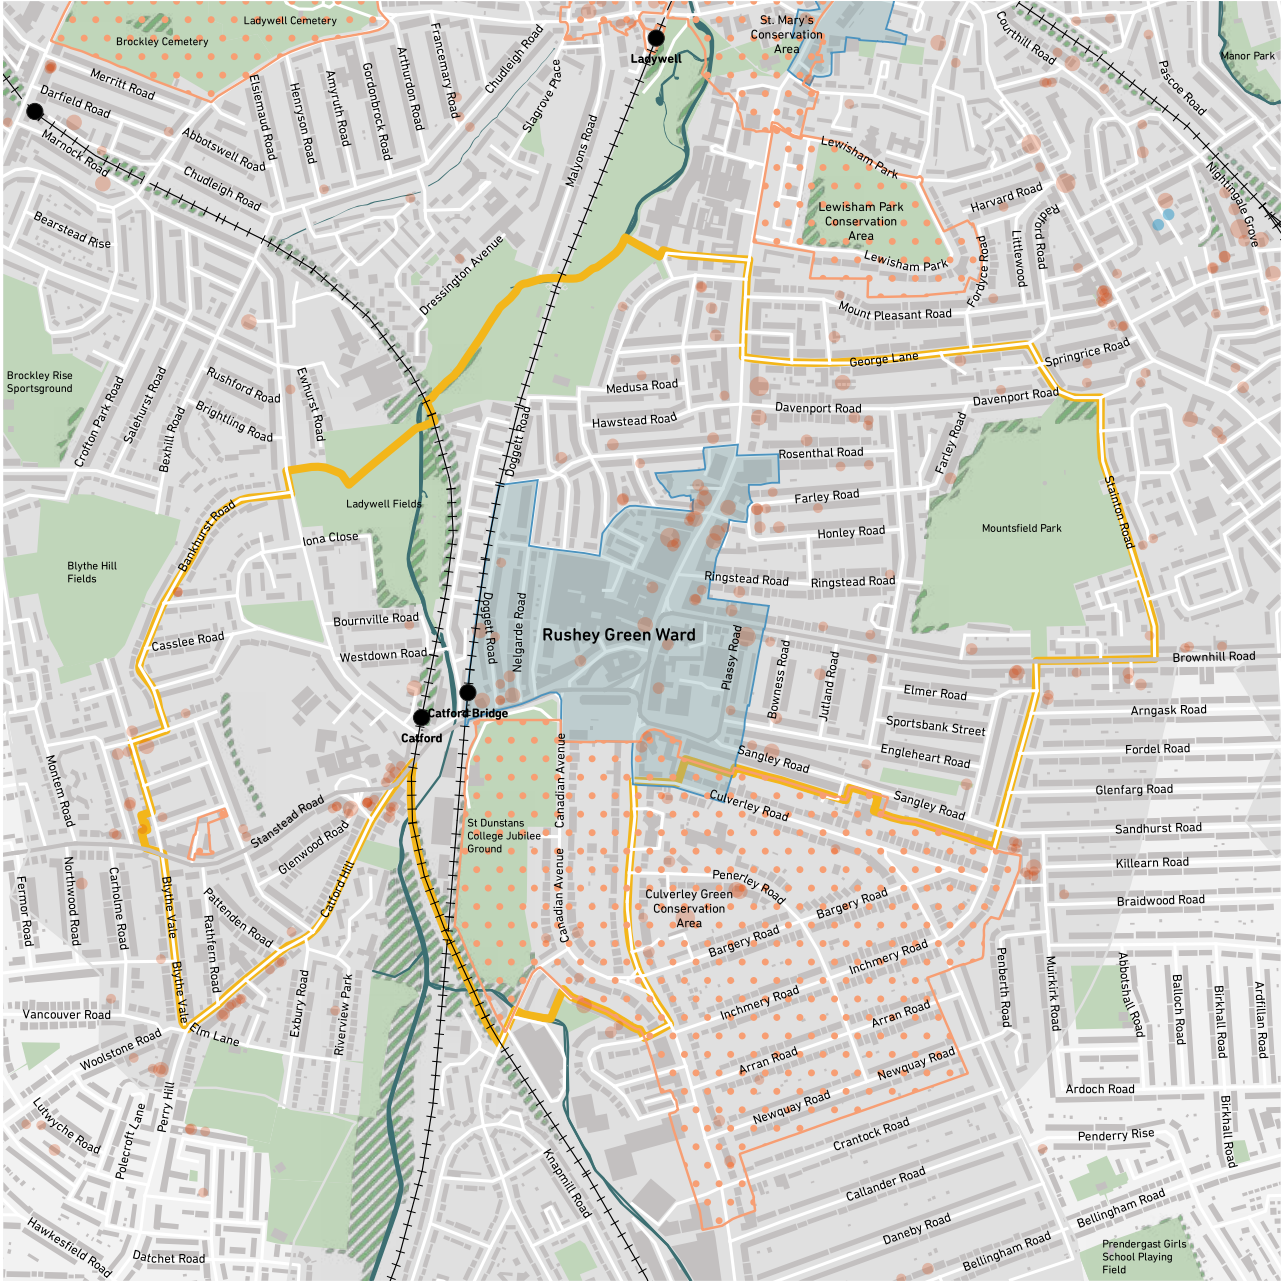 Ladywell Cemetery
Brockley Cemetery
St. Mary's
Conservation
Area
Courthill Road
Manor Park
Pascoe Road
Ladywell
Francemary Road
Chudleigh Road
Arthurdon Road
Gordonbrock Road
Amyruth Road
Henryson Road
Elsiemaud Road
Merritt Road
Darfield Road
Slagrove Place
Malyons Road
Abbotswell Road
Marnock Road
Chudleigh Road
Lewisham Park
Lewisham Park
Conservation
Area
Harvard Road
Radford Road
Littlewood
Fordyce Road
Nightingale Grove
Bearstead Rise
Dressington Avenue
Lewisham Park
Mount Pleasant Road
George Lane
Springrice Road
Brockley Rise
Sportsground
Crofton Park Road
Salehurst Road
Bexhill Road
Rushford Road
Brightling Road
Ewhurst Road
Medusa Road
Hawstead Road
Doggett Road
Davenport Road
Davenport Road
Rosenthal Road
Farley Road
Farley Road
Honley Road
Stainton Road
Ladywell Fields
Mountsfield Park
Bankhurst Road
Iona Close
Blythe Hill
Fields
Ringstead Road
Ringstead Road
Bournville Road
Doggett Road
Nelgarde Road
Rushey Green Ward
Casslee Road
Westdown Road
Plassy Road
Bowness Road
Jutland Road
Brownhill Road
Elmer Road
Arngask Road
Sportsbank Street
Catford Bridge
Catford
Engleheart Road
Fordel Road
Sangley Road
Canadian Avenue
Montem Road
Glenfarg Road
Culverley Road
Sangley Road
Stanstead Road
St Dunstans
College Jubilee
Ground
Sandhurst Road
Glenwood Road
Killearn Road
Penerley Road
Culverley Green
Conservation
Area
Bargery Road
Braidwood Road
Fermor Road
Northwood Road
Carholme Road
Blythe Vale
Rathfern Road
Pattenden Road
Catford Hill
Canadian Avenue
Bargery Road
Inchmery Road
Blythe Vale
Penberth Road
Muirkirk Road
Abbotshall Road
Balloch Road
Birkhall Road
Ardfillan Road
Vancouver Road
Woolstone Road
Elm Lane
Exbury Road
Riverview Park
Inchmery Road
Arran Road
Arran Road
Newquay Road
Newquay Road
Ardoch Road
Lutwyche Road
Polecroft Lane
Perry Hill
Crantock Road
Penderry Rise
Birkhall Road
Knapmill Road
Callander Road
Bellingham Road
Daneby Road
Bellingham Road
Hawkesfield Road
Datchet Road
Prendergast Girls
School Playing
Field